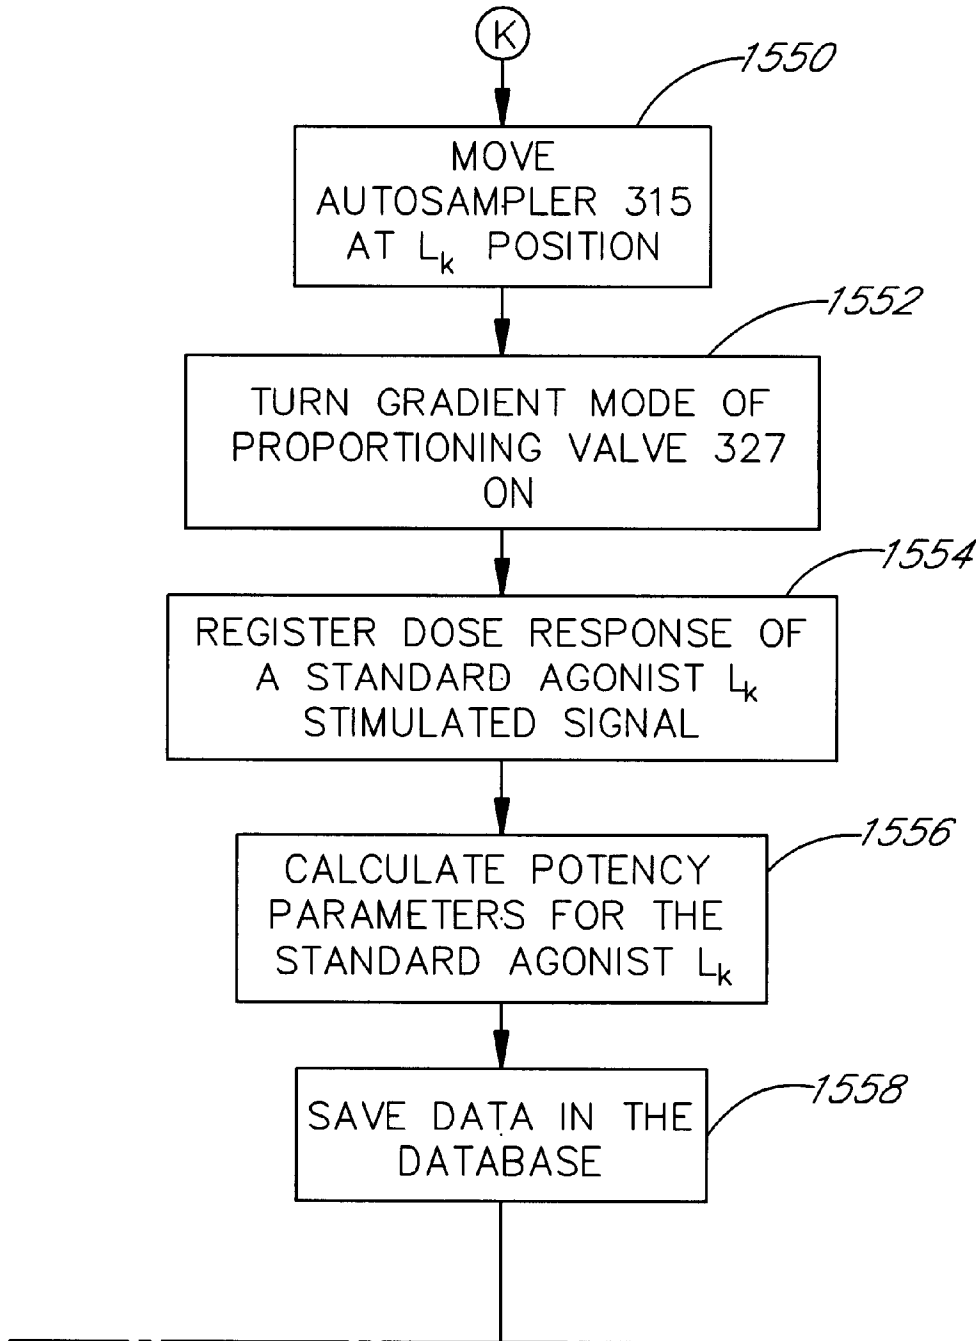 K
1550
MOVE
AUTOSAMPLER 315
AT Lk POSITION
1552
TURN GRADIENT MODE OF
PROPORTIONING VALVE 327
ON
1554
REGISTER DOSE RESPONSE OF
A STANDARD AGONIST Lk
STIMULATED SIGNAL
1556
CALCULATE POTENCY
PARAMETERS FOR THE
STANDARD AGONIST Lk
1558
SAVE DATA IN THE
DATABASE